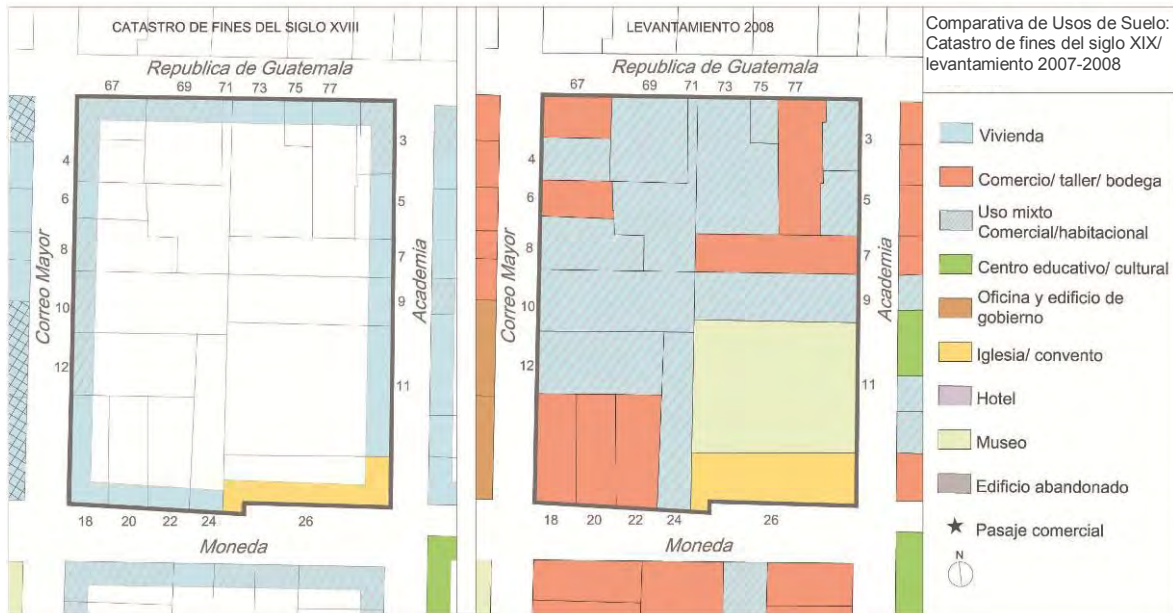 CATASTRO DE FINES DEL SIGLO XVIII
Republica de Guatemala
67 69 71 73 75 77
3
4
5
6
7
8
9
10
11
12
Correo Mayor
Academia
18 20 22 24 26
Moneda
LEVANTAMIENTO 2008
Republica de Guatemala
67 69 71 73 75 77
3
4
5
6
7
8
9
10
11
12
Correo Mayor
Academia
18 20 22 24 26
Moneda
Comparativa de Usos de Suelo:
Catastro de fines del siglo XIX/
levantamiento 2007-2008
Vivienda
Comercio/ taller/ bodega
Uso mixto
Comercial/habitacional
Centro educativo/ cultural
Oficina y edificio de
gobierno
Iglesia/ convento
Hotel
Museo
Edificio abandonado
Pasaje comercial
N